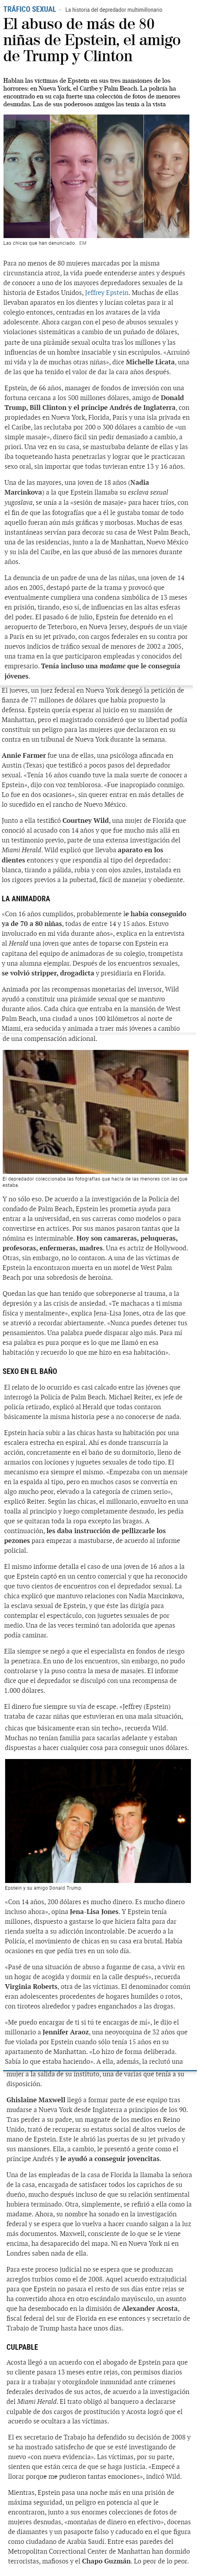 TRÁFICO SEXUAL · La historia del depredador multimillonario
El abuso de más de 80
niñas de Epstein, el amigo
de Trump y Clinton
Hablan las víctimas de Epstein en sus tres mansiones de los
horrores: en Nueva York, el Caribe y Palm Beach. La policía ha
encontrado en su caja fuerte una colección de fotos de menores
desnudas. Las de sus poderosos amigos las tenía a la vista
Las chicas que han denunciado. EM
Para no menos de 80 mujeres marcadas por la misma
circunstancia atroz, la vida puede entenderse antes y después
de conocer a uno de los mayores depredadores sexuales de la
historia de Estados Unidos, Jeffrey Epstein. Muchas de ellas
llevaban aparatos en los dientes y lucían coletas para ir al
colegio entonces, centradas en los avatares de la vida
adolescente. Ahora cargan con el peso de abusos sexuales y
violaciones sistemáticas a cambio de un puñado de dólares,
parte de una pirámide sexual oculta tras los millones y las
influencias de un hombre insaciable y sin escrúpulos. «Arruinó
mi vida y la de muchas otras niñas», dice Michelle Licata, una
de las que ha tenido el valor de dar la cara años después.
Epstein, de 66 años, manager de fondos de inversión con una
fortuna cercana a los 500 millones de dólares, amigo de Donald
Trump, Bill Clinton y el príncipe Andrés de Inglaterra, con
propiedades en Nueva York, Florida, París y una isla privada en
el Caribe, las reclutaba por 200 o 300 dólares a cambio de «un
simple masaje», dinero fácil sin pedir demasiado a cambio, a
priori. Una vez en su casa, se masturbaba delante de ellas y las
iba toqueteando hasta penetrarlas y lograr que le practicaran
sexo oral, sin importar que todas tuvieran entre 13 y 16 años.
Una de las mayores, una joven de 18 años (Nadia
Marcinkova) a la que Epstein llamaba su esclava sexual
yugoslava, se unía a la «sesión de masaje» para hacer tríos, con
el fin de que las fotografías que a él le gustaba tomar de todo
aquello fueran aún más gráficas y morbosas. Muchas de esas
instantáneas servían para decorar su casa de West Palm Beach,
una de las residencias, junto a la de Manhattan, Nuevo México
y su isla del Caribe, en las que abusó de las menores durante
años.
La denuncia de un padre de una de las niñas, una joven de 14
años en 2005, destapó parte de la trama y provocó que
eventualmente cumpliera una condena simbólica de 13 meses
en prisión, tirando, eso sí, de influencias en las altas esferas
del poder. El pasado 6 de julio, Epstein fue detenido en el
aeropuerto de Teterboro, en Nueva Jersey, después de un viaje
a París en su jet privado, con cargos federales en su contra por
nuevos indicios de tráfico sexual de menores de 2002 a 2005,
una trama en la que participaron empleadas y conocidos del
empresario. Tenía incluso una madame que le conseguía
jóvenes.
El jueves, un juez federal en Nueva York denegó la petición de
fianza de 77 millones de dólares que había propuesto la
defensa. Epstein quería esperar al juicio en su mansión de
Manhattan, pero el magistrado consideró que su libertad podía
constituir un peligro para las mujeres que declararon en su
contra en un tribunal de Nueva York durante la semana.
Annie Farmer fue una de ellas, una psicóloga afincada en
Austin (Texas) que testificó a pocos pasos del depredador
sexual. «Tenía 16 años cuando tuve la mala suerte de conocer a
Epstein», dijo con voz temblorosa. «Fue inapropiado conmigo.
Lo fue en dos ocasiones», sin querer entrar en más detalles de
lo sucedido en el rancho de Nuevo México.
Junto a ella testificó Courtney Wild, una mujer de Florida que
conoció al acusado con 14 años y que fue mucho más allá en
un testimonio previo, parte de una extensa investigación del
Miami Herald. Wild explicó que llevaba aparato en los
dientes entonces y que respondía al tipo del depredador:
blanca, tirando a pálida, rubia y con ojos azules, instalada en
los rigores previos a la pubertad, fácil de manejar y obediente.
LA ANIMADORA
«Con 16 años cumplidos, probablemente le había conseguido
ya de 70 a 80 niñas, todas de entre 14 y 15 años. Estuvo
involucrado en mi vida durante años», explica en la entrevista
al Herald una joven que antes de toparse con Epstein era
capitana del equipo de animadoras de su colegio, trompetista
y una alumna ejemplar. Después de los encuentros sexuales,
se volvió stripper, drogadicta y presidiaria en Florida.
Animada por las recompensas monetarias del inversor, Wild
ayudó a constituir una pirámide sexual que se mantuvo
durante años. Cada chica que entraba en la mansión de West
Palm Beach, una ciudad a unos 100 kilómetros al norte de
Miami, era seducida y animada a traer más jóvenes a cambio
de una compensación adicional.
El depredador coleccionaba las fotografías que hacía de las menores con las que
estaba.
Y no sólo eso. De acuerdo a la investigación de la Policía del
condado de Palm Beach, Epstein les prometía ayuda para
entrar a la universidad, en sus carreras como modelos o para
convertirse en actrices. Por sus manos pasaron tantas que la
nómina es interminable. Hoy son camareras, peluqueras,
profesoras, enfermeras, madres. Una es actriz de Hollywood.
Otras, sin embargo, no lo contaron. A una de las víctimas de
Epstein la encontraron muerta en un motel de West Palm
Beach por una sobredosis de heroína.
Quedan las que han tenido que sobreponerse al trauma, a la
depresión y a las crisis de ansiedad. «Te machacas a ti misma
física y mentalmente», explica Jena-Lisa Jones, otra de las que
se atrevió a recordar abiertamente. «Nunca puedes detener tus
pensamientos. Una palabra puede disparar algo más. Para mí
esa palabra es pura porque es lo que me llamó en esa
habitación y recuerdo lo que me hizo en esa habitación».
SEXO EN EL BAÑO
El relato de lo ocurrido es casi calcado entre las jóvenes que
interrogó la Policía de Palm Beach. Michael Reiter, ex jefe de
policía retirado, explicó al Herald que todas contaron
básicamente la misma historia pese a no conocerse de nada.
Epstein hacía subir a las chicas hasta su habitación por una
escalera estrecha en espiral. Ahí es donde transcurría la
acción, concretamente en el baño de su dormitorio, lleno de
armarios con lociones y juguetes sexuales de todo tipo. El
mecanismo era siempre el mismo. «Empezaba con un mensaje
en la espalda al tipo, pero en muchos casos se convertía en
algo mucho peor, elevado a la categoría de crimen serio»,
explicó Reiter. Según las chicas, el millonario, envuelto en una
toalla al principio y luego completamente desnudo, les pedía
que se quitaran toda la ropa excepto las bragas. A
continuación, les daba instrucción de pellizcarle los
pezones para empezar a masturbarse, de acuerdo al informe
policial.
El mismo informe detalla el caso de una joven de 16 años a la
que Epstein captó en un centro comercial y que ha reconocido
que tuvo cientos de encuentros con el depredador sexual. La
chica explicó que mantuvo relaciones con Nadia Marcinkova,
la esclava sexual de Epstein, y que éste las dirigía para
contemplar el espectáculo, con juguetes sexuales de por
medio. Una de las veces terminó tan adolorida que apenas
podía caminar.
Ella siempre se negó a que el especialista en fondos de riesgo
la penetrara. En uno de los encuentros, sin embargo, no pudo
controlarse y la puso contra la mesa de masajes. El informe
dice que el depredador se disculpó con una recompensa de
1.000 dólares.
El dinero fue siempre su vía de escape. «Jeffrey (Epstein)
trataba de cazar niñas que estuvieran en una mala situación,
chicas que básicamente eran sin techo», recuerda Wild.
Muchas no tenían familia para sacarlas adelante y estaban
dispuestas a hacer cualquier cosa para conseguir unos dólares.
Epstein y su amigo Donald Trump.
«Con 14 años, 200 dólares es mucho dinero. Es mucho dinero
incluso ahora», opina Jena-Lisa Jones. Y Epstein tenía
millones, dispuesto a gastarse lo que hiciera falta para dar
rienda suelta a su adicción incontrolable. De acuerdo a la
Policía, el movimiento de chicas en su casa era brutal. Había
ocasiones en que pedía tres en un solo día.
«Pasé de una situación de abuso a fugarme de casa, a vivir en
un hogar de acogida y dormir en la calle después», recuerda
Virginia Roberts, otra de las víctimas. El denominador común
eran adolescentes procedentes de hogares humildes o rotos,
con tiroteos alrededor y padres enganchados a las drogas.
«Me puedo encargar de ti si tú te encargas de mí», le dijo el
millonario a Jennifer Araoz, una neoyorquina de 32 años que
fue violada por Epstein cuando sólo tenía 15 años en su
apartamento de Manhattan. «Lo hizo de forma deliberada.
Sabía lo que estaba haciendo». A ella, además, la reclutó una
mujer a la salida de su instituto, una de varias que tenía a su
disposición.
Ghislaine Maxwell llegó a formar parte de ese equipo tras
mudarse a Nueva York desde Inglaterra a principios de los 90.
Tras perder a su padre, un magnate de los medios en Reino
Unido, trató de recuperar su estatus social de altos vuelos de
mano de Epstein. Este le abrió las puertas de su jet privado y
sus mansiones. Ella, a cambio, le presentó a gente como el
príncipe Andrés y le ayudó a conseguir jovencitas.
Una de las empleadas de la casa de Florida la llamaba la señora
de la casa, encargada de satisfacer todos los caprichos de su
dueño, mucho después incluso de que su relación sentimental
hubiera terminado. Otra, simplemente, se refirió a ella como la
madame. Ahora, su nombre ha sonado en la investigación
federal y se espera que lo vuelva a hacer cuando salgan a la luz
más documentos. Maxwell, consciente de lo que se le viene
encima, ha desaparecido del mapa. Ni en Nueva York ni en
Londres saben nada de ella.
Para este proceso judicial no se espera que se produzcan
arreglos turbios como el de 2008. Aquel acuerdo extrajudicial
para que Epstein no pasara el resto de sus días entre rejas se
ha convertido ahora en otro escándalo mayúsculo, un asunto
que ha desembocado en la dimisión de Alexander Acosta,
fiscal federal del sur de Florida en ese entonces y secretario de
Trabajo de Trump hasta hace unos días.
CULPABLE
Acosta llegó a un acuerdo con el abogado de Epstein para que
su cliente pasara 13 meses entre rejas, con permisos diarios
para ir a trabajar y otorgándole inmunidad ante crímenes
federales derivados de sus actos, de acuerdo a la investigación
del Miami Herald. El trato obligó al banquero a declararse
culpable de dos cargos de prostitución y Acosta logró que el
acuerdo se ocultara a las víctimas.
El ex secretario de Trabajo ha defendido su decisión de 2008 y
se ha mostrado satisfecho de que se esté investigando de
nuevo «con nueva evidencia». Las víctimas, por su parte,
sienten que están cerca de que se haga justicia. «Empecé a
llorar porque me pudieron tantas emociones», indicó Wild.
Mientras, Epstein pasa una noche más en una prisión de
máxima seguridad, un peligro en potencia al que le
encontraron, junto a sus enormes colecciones de fotos de
mujeres desnudas, «montañas de dinero en efectivo», docenas
de diamantes y un pasaporte falso y caducado en el que figura
como ciudadano de Arabia Saudí. Entre esas paredes del
Metropolitan Correctional Center de Manhattan han dormido
terroristas, mafiosos y el Chapo Guzmán. Lo peor de lo peor.